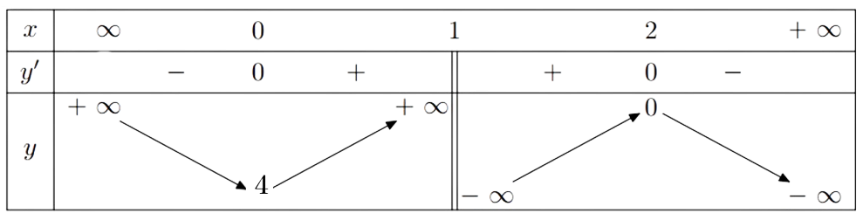 x ∞ 0 1 2 + ∞
y′ − 0 + + 0 −
+ ∞ + ∞ 0
y
4 − ∞ − ∞